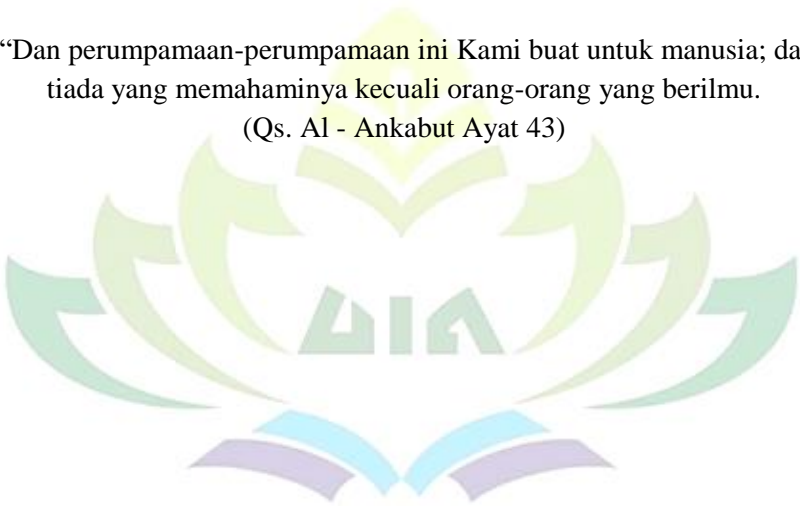 “Dan perumpamaan-perumpamaan ini Kami buat untuk manusia; da
tiada yang memahaminya kecuali orang-orang yang berilmu.
(Qs. Al - Ankabut Ayat 43)